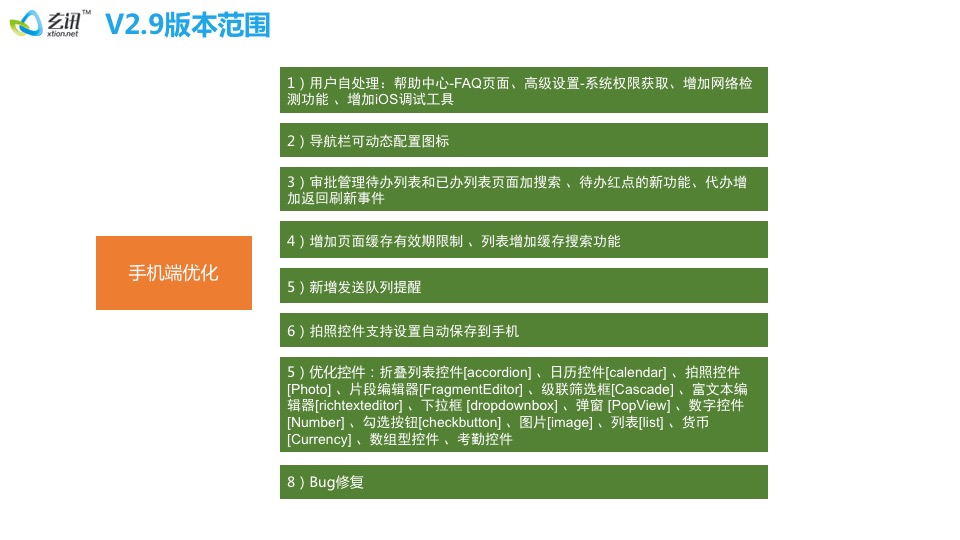 玄讯™
xtion.net
V2.9版本范围
手机端优化
1）用户自处理：帮助中心-FAQ页面、高级设置-系统权限获取、增加网络检
测功能 、增加iOS调试工具
2）导航栏可动态配置图标
3）审批管理待办列表和已办列表页面加搜索 、待办红点的新功能、代办增
加返回刷新事件
4）增加页面缓存有效期限制 、列表增加缓存搜索功能
5）新增发送队列提醒
6）拍照控件支持设置自动保存到手机
5）优化控件：折叠列表控件[accordion] 、日历控件[calendar] 、拍照控件
[Photo] 、片段编辑器[FragmentEditor] 、级联筛选框[Cascade] 、富文本编
辑器[richtexteditor] 、下拉框 [dropdownbox] 、弹窗 [PopView] 、数字控件
[Number] 、勾选按钮[checkbutton] 、图片[image] 、列表[list] 、货币
[Currency] 、数组型控件 、考勤控件
8）Bug修复